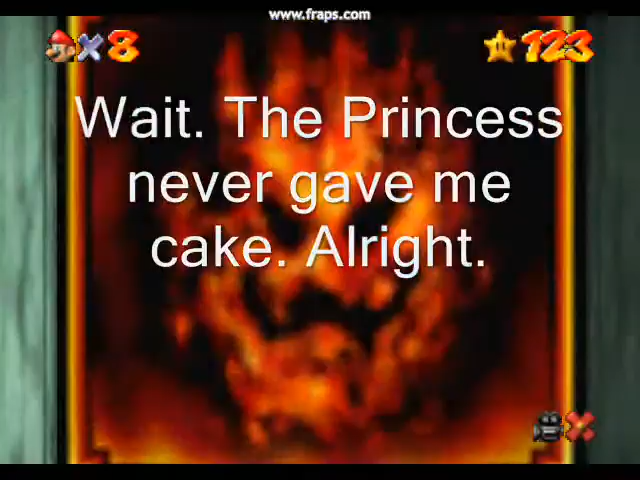 www.fraps.com
×8
123
Wait. The Princess
never gave me
cake. Alright.